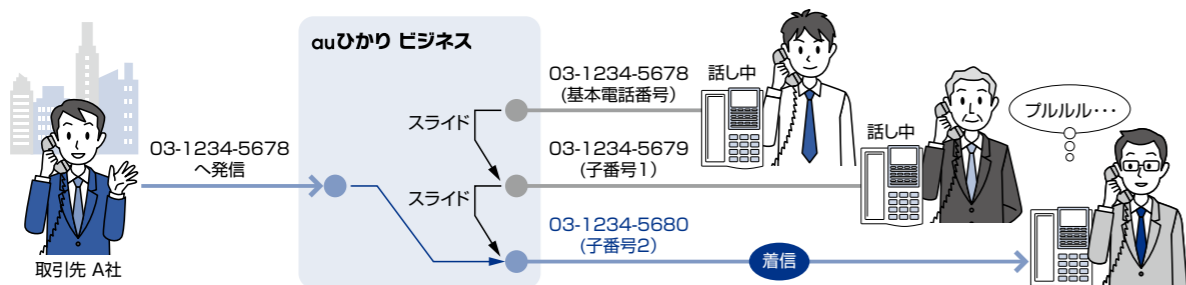 auひかり ビジネス
03-1234-5678
へ発信
取引先 A社
スライド
スライド
03-1234-5678
(基本電話番号)
話し中
03-1234-5679
(子番号1)
話し中
03-1234-5680
(子番号2)
着信
プルルル・・・